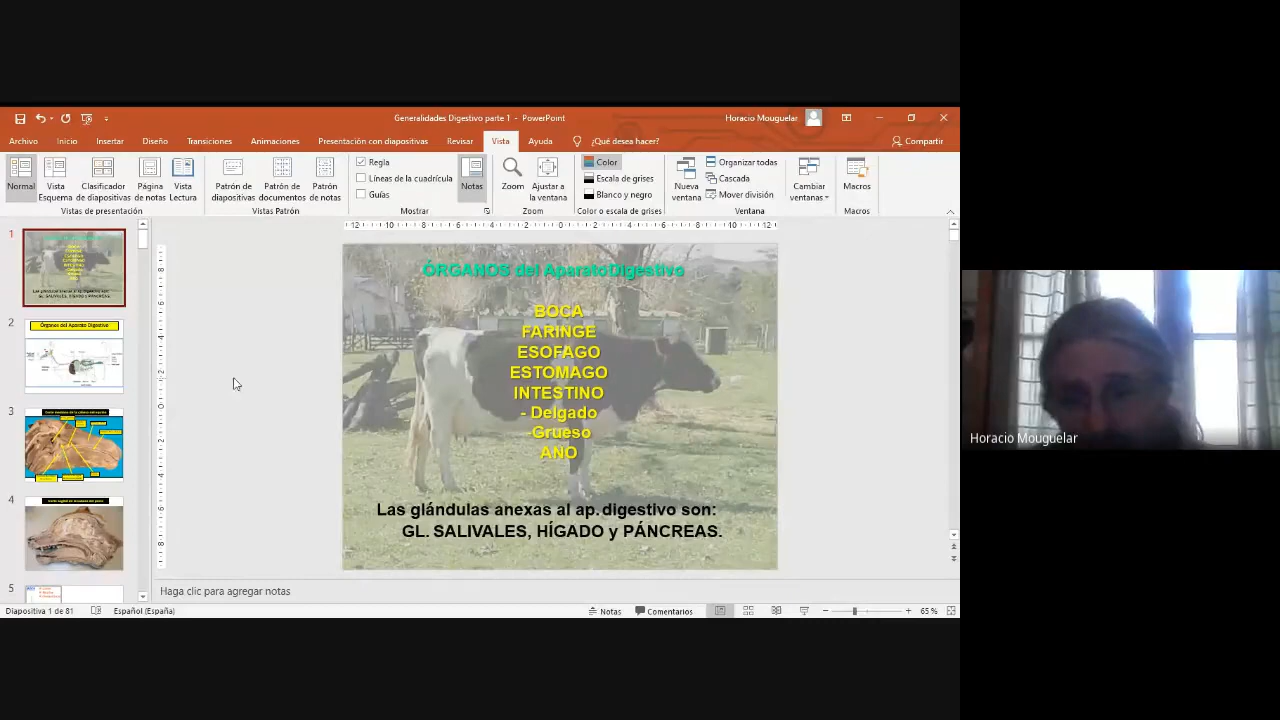 Generalidades Digestivo parte 1 - PowerPoint
Horacio Mouguelar
Archivo Inicio Insertar Diseño Transiciones Animaciones Presentación con diapositivas Revisar Vista Ayuda ¿Qué desea hacer? Compartir
Normal
Vista Esquema
Clasificador de diapositivas
Página de notas
Vista Lectura
Vistas de presentación
Patrón de diapositivas
Patrón de documentos
Patrón de notas
Vistas Patrón
Regla
Líneas de la cuadrícula
Guías
Mostrar
Notas
Zoom
Ajustar a la ventana
Zoom
Color
Escala de grises
Blanco y negro
Color o escala de grises
Nueva ventana
Organizar todas
Cascada
Mover división
Ventana
Cambiar ventanas
Macros
Macros
1
2
Órganos del Aparato Digestivo
3
4
5
ÓRGANOS del AparatoDigestivo
BOCA
FARINGE
ESOFAGO
ESTOMAGO
INTESTINO
- Delgado
-Grueso
ANO
Las glándulas anexas al ap.digestivo son:
GL. SALIVALES, HÍGADO y PÁNCREAS.
Haga clic para agregar notas
Diapositiva 1 de 81 Español (España) Notas Comentarios 65 %
Horacio Mouguelar